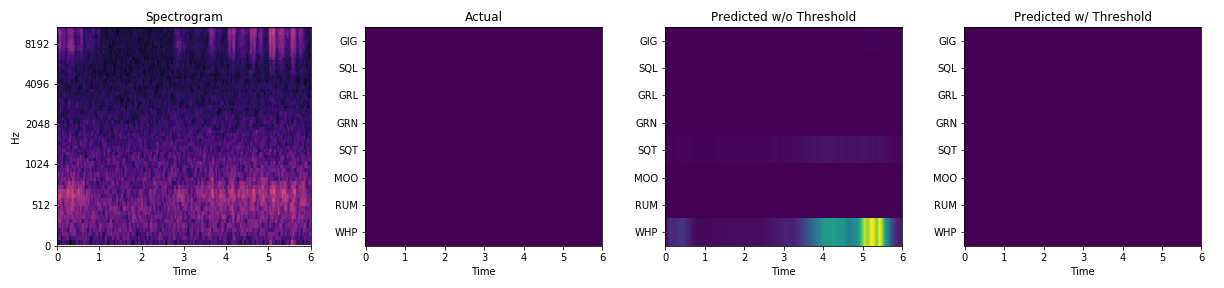 Spectrogram
8192
4096
2048
1024
512
0
Hz
0 1 2 3 4 5 6
Time
Actual
GIG
SQL
GRL
GRN
SQT
MOO
RUM
WHP
0 1 2 3 4 5 6
Time
Predicted w/o Threshold
GIG
SQL
GRL
GRN
SQT
MOO
RUM
WHP
0 1 2 3 4 5 6
Time
Predicted w/ Threshold
GIG
SQL
GRL
GRN
SQT
MOO
RUM
WHP
0 1 2 3 4 5 6
Time